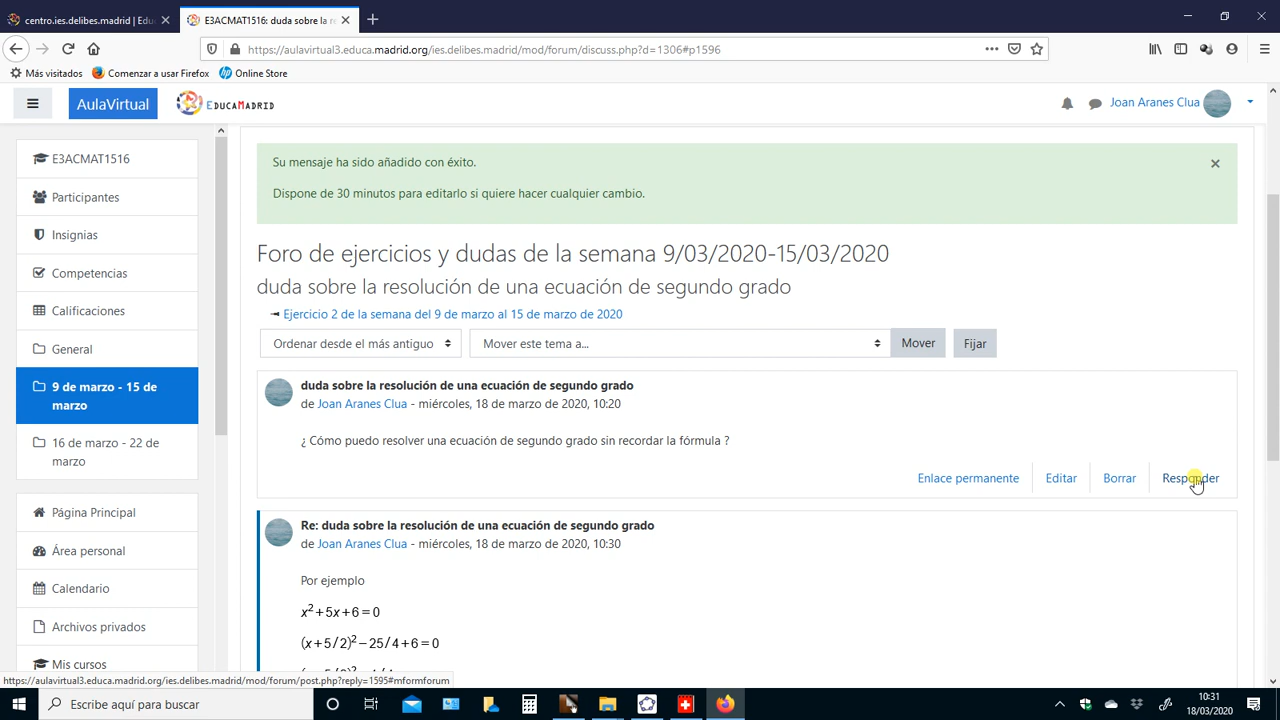 centro.ies.delibes.madrid | Edu
E3ACMAT1516: duda sobre la re
https://aulavirtual3.educa.madrid.org/ies.delibes.madrid/mod/forum/discuss.php?d=1306#p1596
Más visitados
Comenzar a usar Firefox
Online Store
AulaVirtual
EDUCAMADRID
Joan Aranes Clua
E3ACMAT1516
Participantes
Insignias
Competencias
Calificaciones
General
9 de marzo - 15 de
marzo
16 de marzo - 22 de
marzo
Página Principal
Área personal
Calendario
Archivos privados
Mis cursos
Su mensaje ha sido añadido con éxito.
Dispone de 30 minutos para editarlo si quiere hacer cualquier cambio.
Foro de ejercicios y dudas de la semana 9/03/2020-15/03/2020
duda sobre la resolución de una ecuación de segundo grado
Ejercicio 2 de la semana del 9 de marzo al 15 de marzo de 2020
Ordenar desde el más antiguo
Mover este tema a...
Mover
Fijar
duda sobre la resolución de una ecuación de segundo grado
de Joan Aranes Clua - miércoles, 18 de marzo de 2020, 10:20
¿ Cómo puedo resolver una ecuación de segundo grado sin recordar la fórmula ?
Enlace permanente
Editar
Borrar
Responder
Re: duda sobre la resolución de una ecuación de segundo grado
de Joan Aranes Clua - miércoles, 18 de marzo de 2020, 10:30
Por ejemplo
x²+5x+6=0
(x+5/2)²−25/4+6=0
https://aulavirtual3.educa.madrid.org/ies.delibes.madrid/mod/forum/post.php?reply=1595#mformforum
Escribe aquí para buscar
10:31
18/03/2020